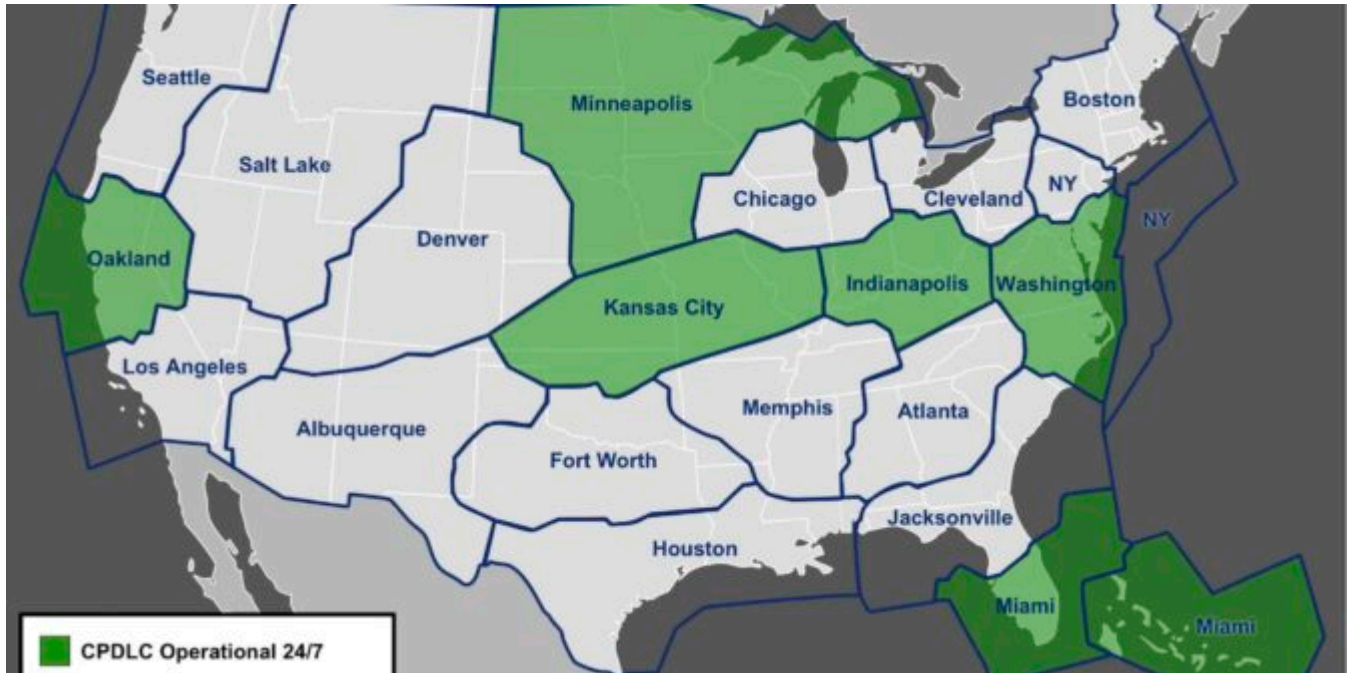 Seattle
Minneapolis
Boston
Salt Lake
Chicago
Cleveland
NY
NY
Denver
Oakland
Indianapolis
Washington
Kansas City
Los Angeles
Memphis
Atlanta
Albuquerque
Fort Worth
Jacksonville
Houston
Miami
Miami
CPDLC Operational 24/7